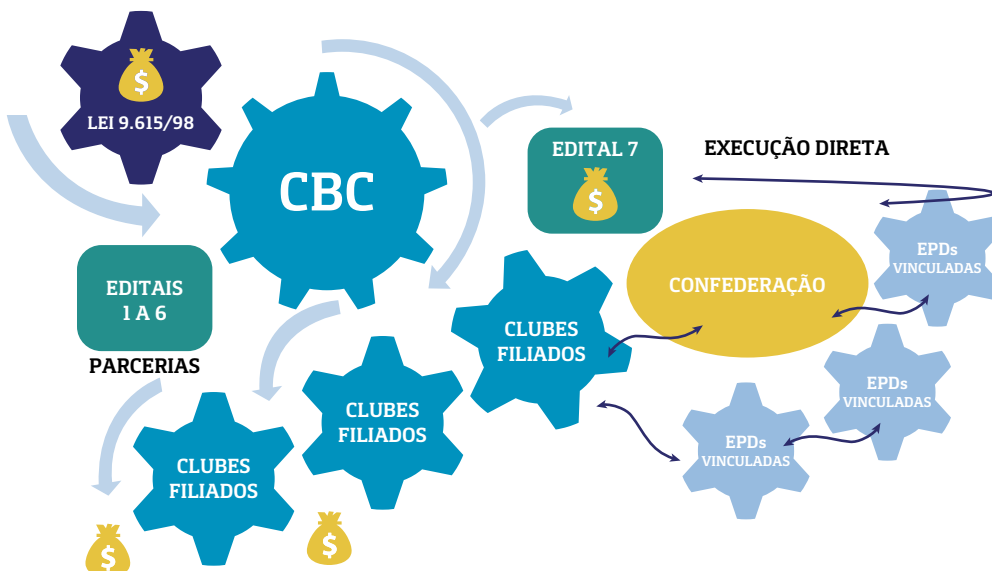 $
LEI 9.615/98
CBC
EDITAL 7
$
EXECUÇÃO DIRETA
EDITAIS
1 A 6
PARCERIAS
CLUBES
FILIADOS
CONFEDERAÇÃO
EPDs
VINCULADAS
CLUBES
FILIADOS
EPDs
VINCULADAS
CLUBES
FILIADOS
EPDs
VINCULADAS
$
$